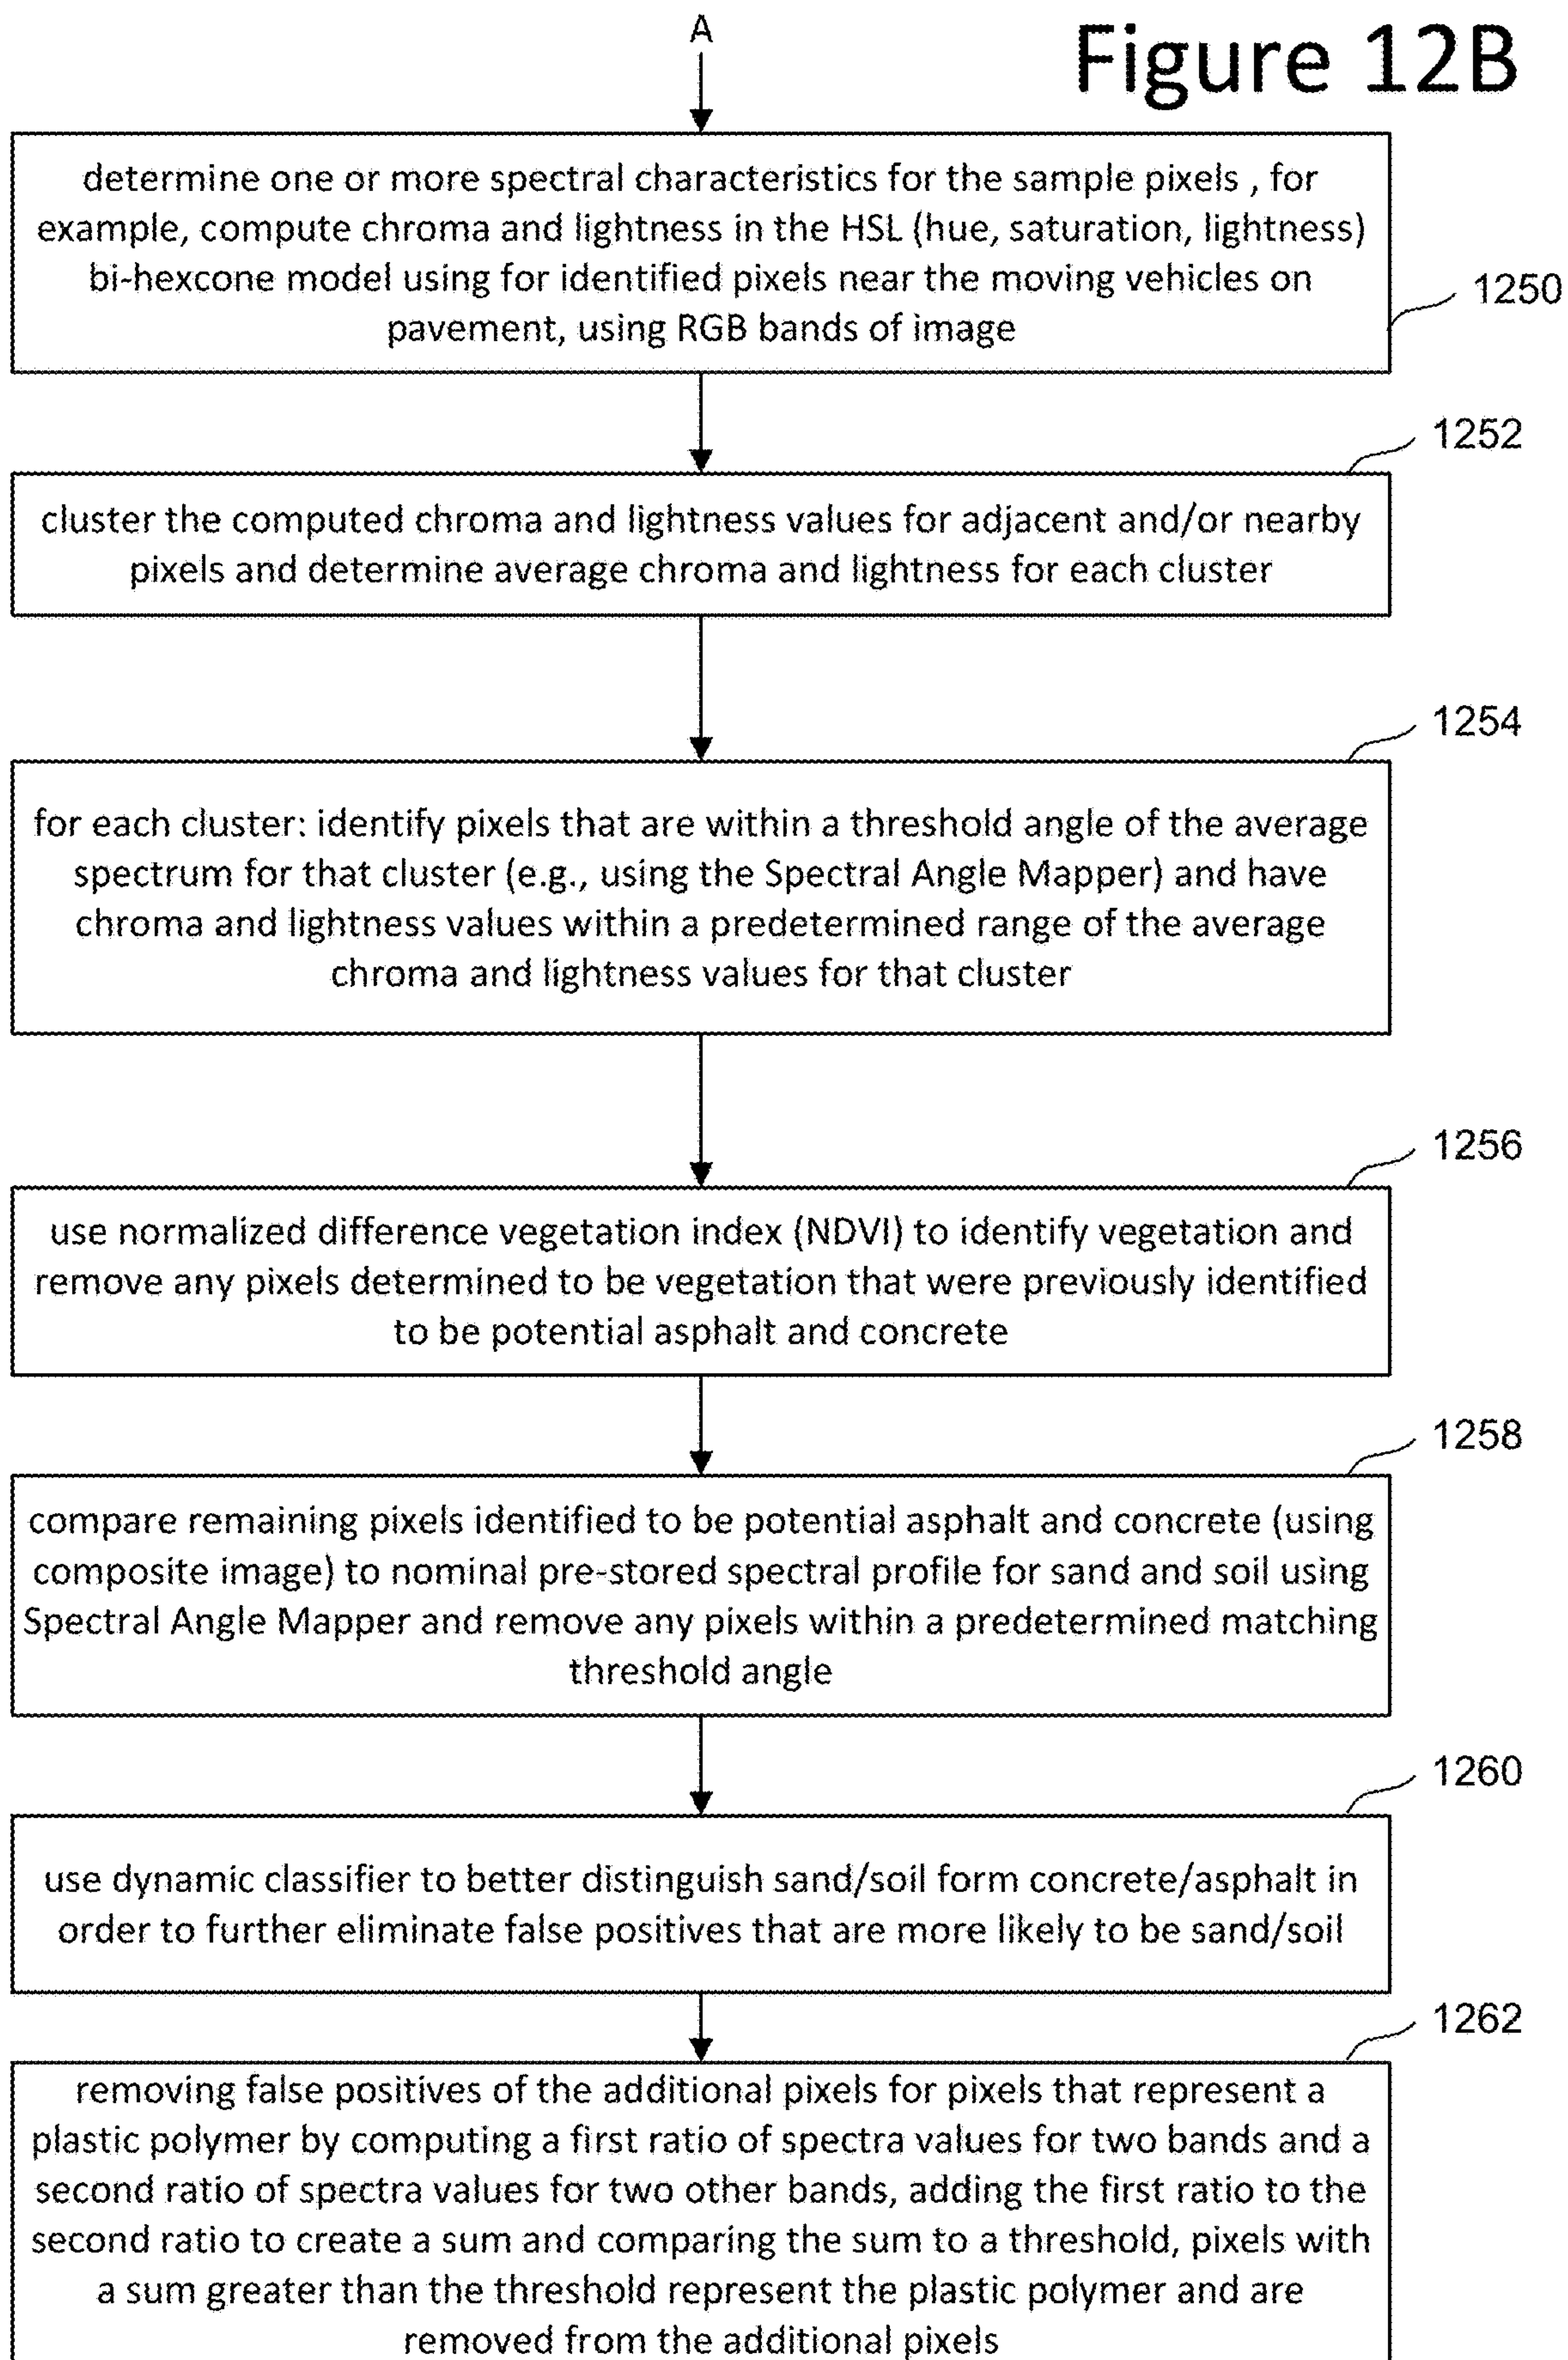 A
Figure 12B
determine one or more spectral characteristics for the sample pixels , for
example, compute chroma and lightness in the HSL (hue, saturation, lightness)
bi-hexcone model using for identified pixels near the moving vehicles on
pavement, using RGB bands of image
1250
1252
cluster the computed chroma and lightness values for adjacent and/or nearby
pixels and determine average chroma and lightness for each cluster
1254
for each cluster: identify pixels that are within a threshold angle of the average
spectrum for that cluster (e.g., using the Spectral Angle Mapper) and have
chroma and lightness values within a predetermined range of the average
chroma and lightness values for that cluster
1256
use normalized difference vegetation index (NDVI) to identify vegetation and
remove any pixels determined to be vegetation that were previously identified
to be potential asphalt and concrete
1258
compare remaining pixels identified to be potential asphalt and concrete (using
composite image) to nominal pre-stored spectral profile for sand and soil using
Spectral Angle Mapper and remove any pixels within a predetermined matching
threshold angle
1260
use dynamic classifier to better distinguish sand/soil form concrete/asphalt in
order to further eliminate false positives that are more likely to be sand/soil
1262
removing false positives of the additional pixels for pixels that represent a
plastic polymer by computing a first ratio of spectra values for two bands and a
second ratio of spectra values for two other bands, adding the first ratio to the
second ratio to create a sum and comparing the sum to a threshold, pixels with
a sum greater than the threshold represent the plastic polymer and are
removed from the additional pixels